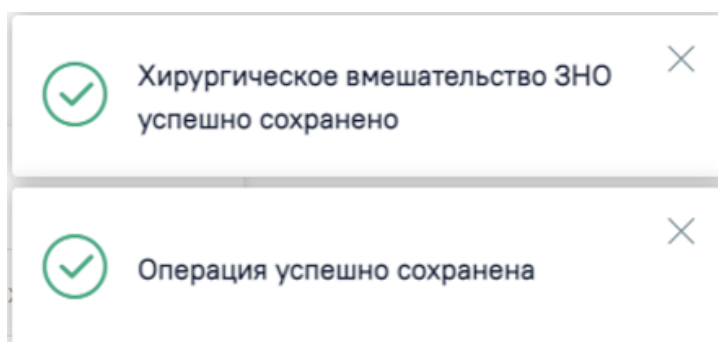 Хирургическое вмешательство ЗНО
успешно сохранено
Операция успешно сохранена